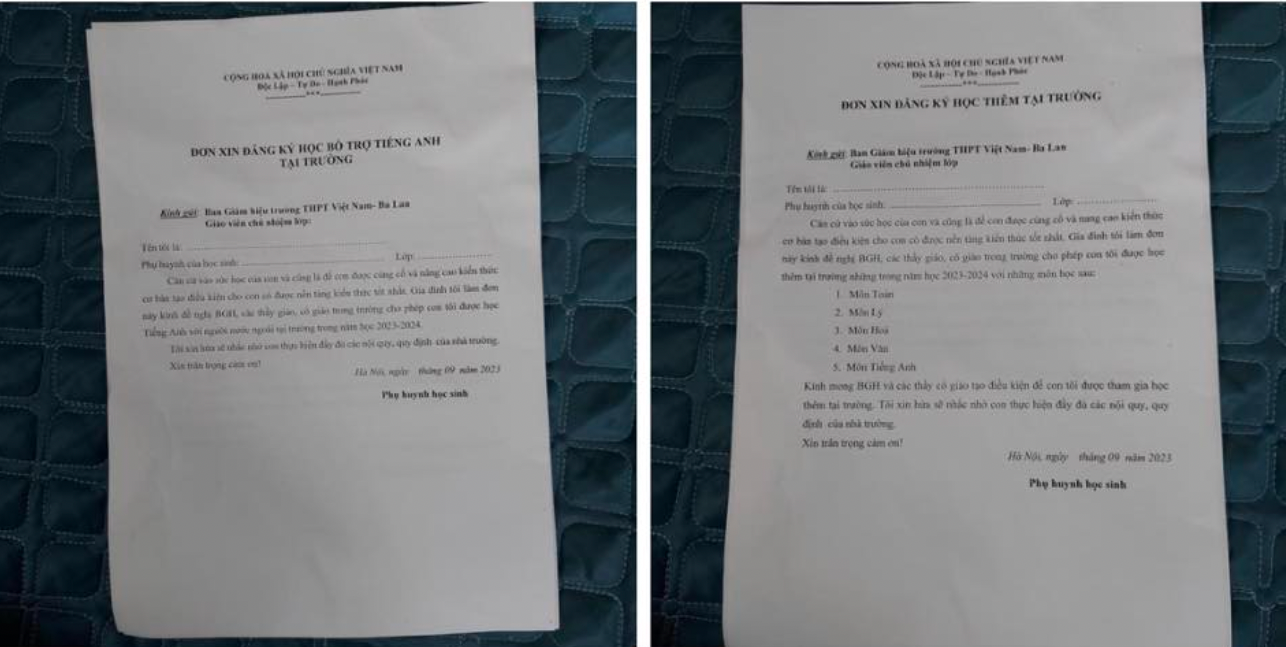 CỘNG HOÀ XÃ HỘI CHỦ NGHĨA VIỆT NAM
Độc Lập – Tự Do - Hạnh Phúc
***
ĐƠN XIN ĐĂNG KÝ HỌC BỔ TRỢ TIẾNG ANH
TẠI TRƯỜNG
Kính gửi: Ban Giám hiệu trường THPT Việt Nam- Ba Lan
Giáo viên chủ nhiệm lớp:
Tên tôi là:
Phụ huynh của học sinh: Lớp:
Căn cứ vào sức học của con và cũng là để con được củng cố và nâng cao kiến thức
cơ bản tạo điều kiện cho con có được nền tảng kiến thức tốt nhất. Gia đình tôi làm đơn
này kính đề nghị BGH, các thầy giáo, cô giáo trong trường cho phép con tôi được học
Tiếng Anh với người nước ngoài tại trường trong năm học 2023-2024.
Tôi xin hứa sẽ nhắc nhở con thực hiện đầy đủ các nội quy, quy định của nhà trường.
Xin trân trọng cảm ơn!
Hà Nội, ngày tháng 09 năm 2023
Phụ huynh học sinh
CỘNG HOÀ XÃ HỘI CHỦ NGHĨA VIỆT NAM
Độc Lập – Tự Do - Hạnh Phúc
***
ĐƠN XIN ĐĂNG KÝ HỌC THÊM TẠI TRƯỜNG
Kính gửi: Ban Giám hiệu trường THPT Việt Nam- Ba Lan
Giáo viên chủ nhiệm lớp
Tên tôi là:
Phụ huynh của học sinh: Lớp:
Căn cứ vào sức học của con và cũng là để con được củng cố và nâng cao kiến thức
cơ bản tạo điều kiện cho con có được nền tảng kiến thức tốt nhất. Gia đình tôi làm đơn
này kính đề nghị BGH, các thầy giáo, cô giáo trong trường cho phép con tôi được học
thêm tại trường những trong năm học 2023-2024 với những môn học sau:
1. Môn Toán
2. Môn Lý
3. Môn Hoá
4. Môn Văn
5. Môn Tiếng Anh
Kính mong BGH và các thầy cô giáo tạo điều kiện để con tôi được tham gia học
thêm tại trường. Tôi xin hứa sẽ nhắc nhở con thực hiện đầy đủ các nội quy, quy
định của nhà trường.
Xin trân trọng cảm ơn!
Hà Nội, ngày tháng 09 năm 2023
Phụ huynh học sinh